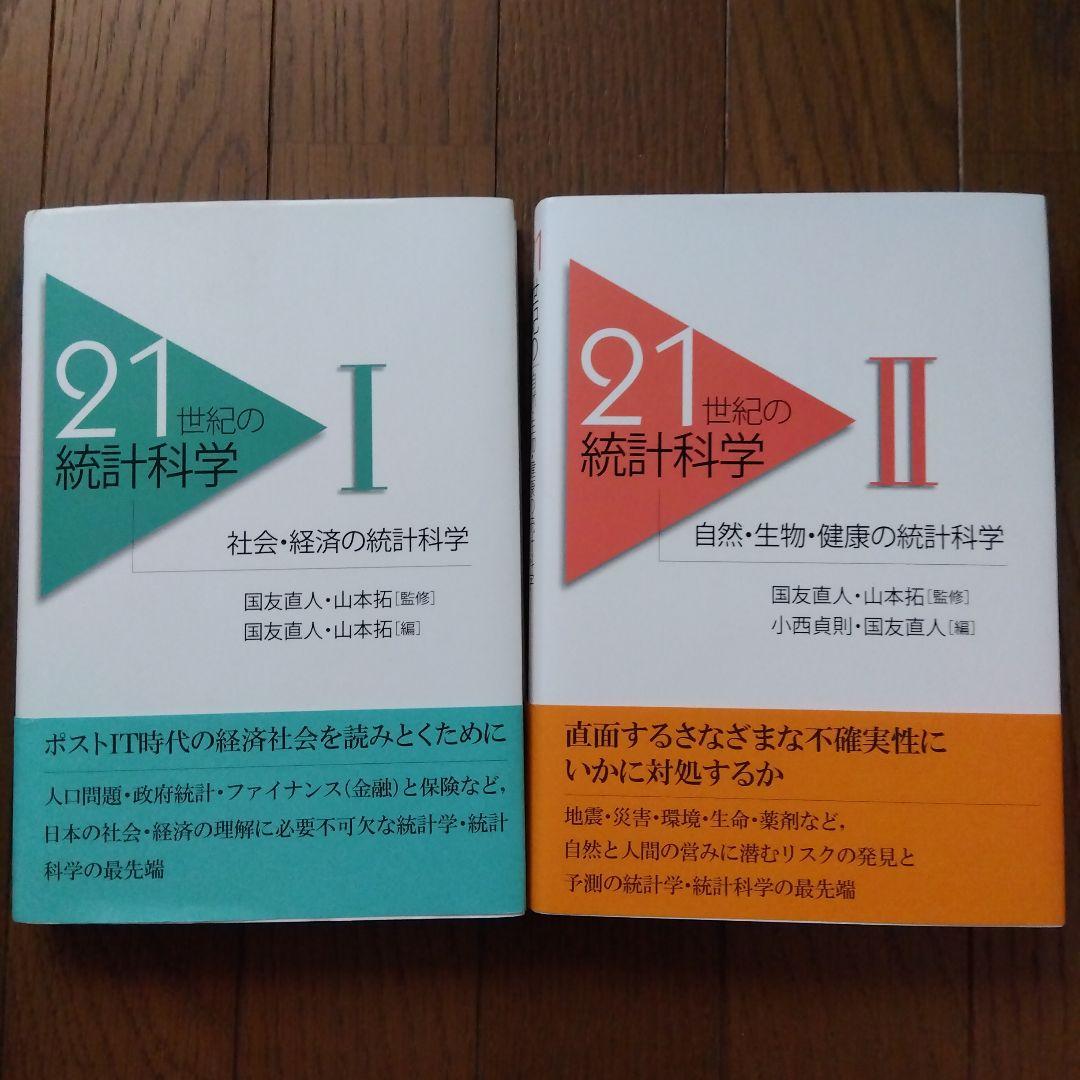 21世紀の
統計科学
I
社会・経済の統計科学
国友直人・山本拓[監修]
国友直人・山本拓[編]
ポストIT時代の経済社会を読みとくために
人口問題・政府統計・ファイナンス(金融)と保険など,
日本の社会・経済の理解に必要不可欠な統計学・統計
科学の最先端
21世紀の
統計科学
II
自然・生物・健康の統計科学
国友直人・山本拓[監修]
小西貞則・国友直人[編]
直面するさなざまな不確実性に
いかに対処するか
地震・災害・環境・生命・薬剤など,
自然と人間の営みに潜むリスクの発見と
予測の統計学・統計科学の最先端